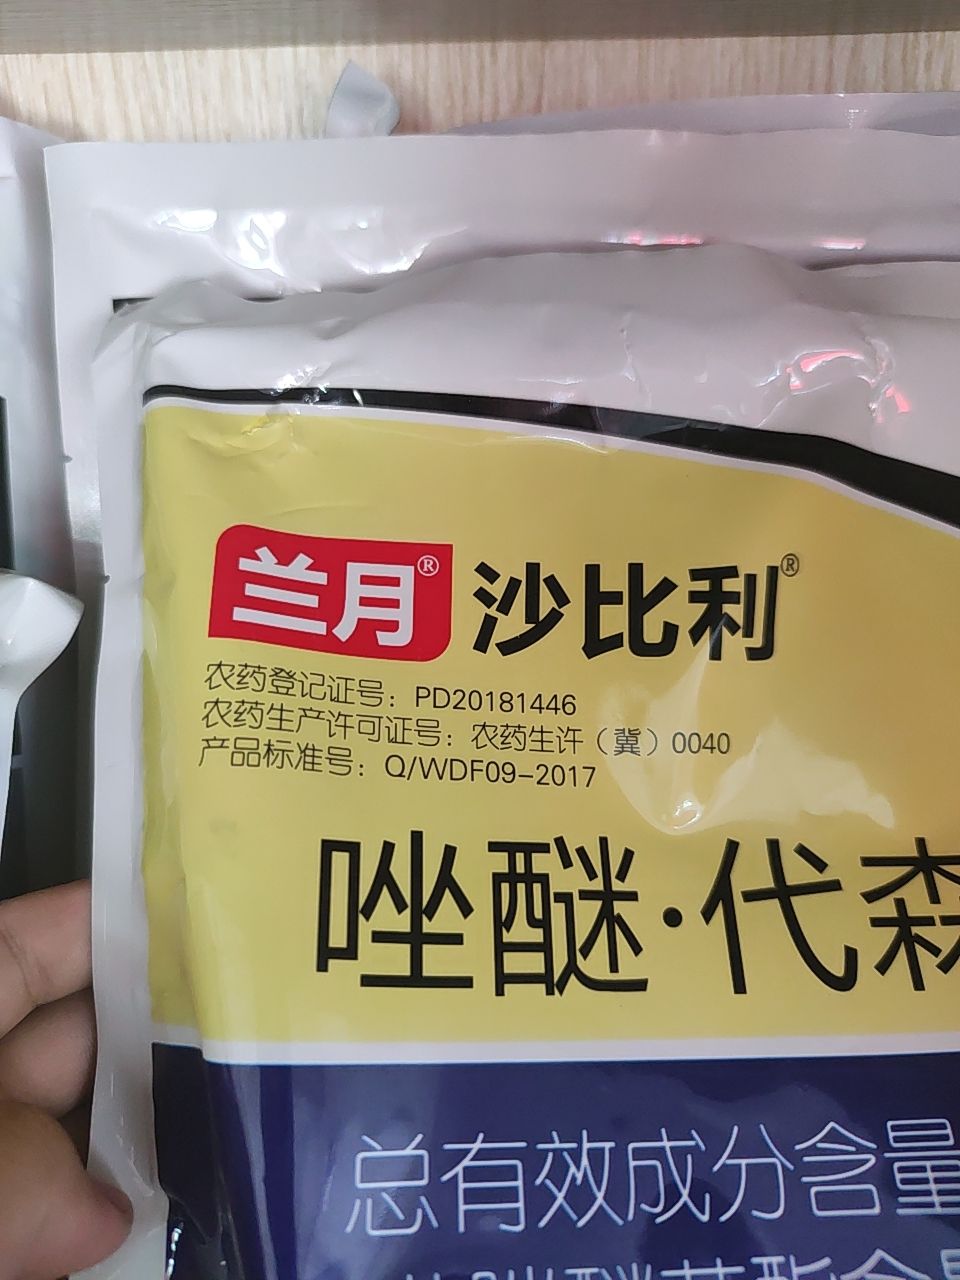 兰月® 沙比利®
农药登记证号：PD20181446
农药生产许可证号：农药生许（冀）0040
产品标准号：Q/WDF09-2017
唑醚·代森
总有效成分含量